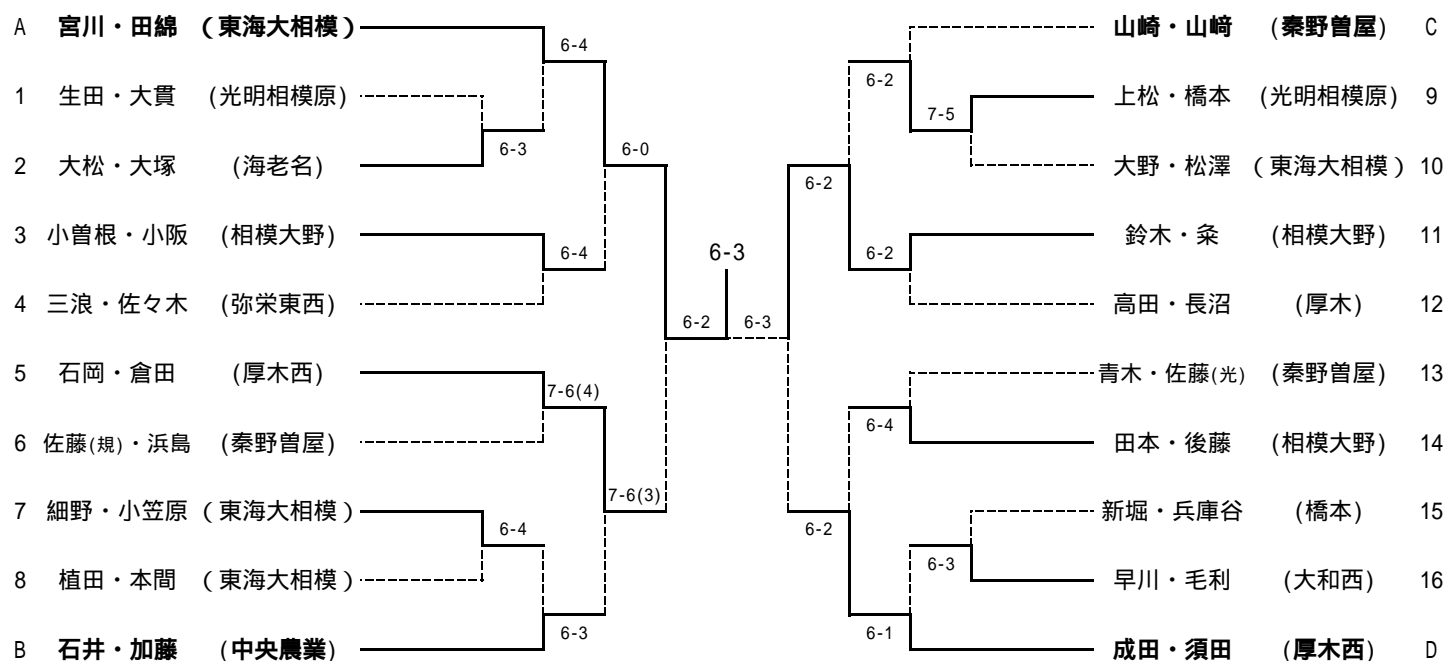 A 宮川・田綿 (東海大相模)
1 生田・大貫 (光明相模原)
2 大松・大塚 (海老名)
3 小曽根・小阪 (相模大野)
4 三浪・佐々木 (弥栄東西)
5 石岡・倉田 (厚木西)
6 佐藤(規)・浜島 (秦野曽屋)
7 細野・小笠原 (東海大相模)
8 植田・本間 (東海大相模)
B 石井・加藤 (中央農業)
6-4
6-3
6-0
6-4
7-6(4)
7-6(3)
6-4
6-3
6-2
6-3
6-3
6-2
7-5
6-2
6-2
6-4
6-2
6-3
6-1
山崎・山﨑 (秦野曽屋) C
上松・橋本 (光明相模原) 9
大野・松澤 (東海大相模) 10
鈴木・粂 (相模大野) 11
高田・長沼 (厚木) 12
青木・佐藤(光) (秦野曽屋) 13
田本・後藤 (相模大野) 14
新堀・兵庫谷 (橋本) 15
早川・毛利 (大和西) 16
成田・須田 (厚木西) D